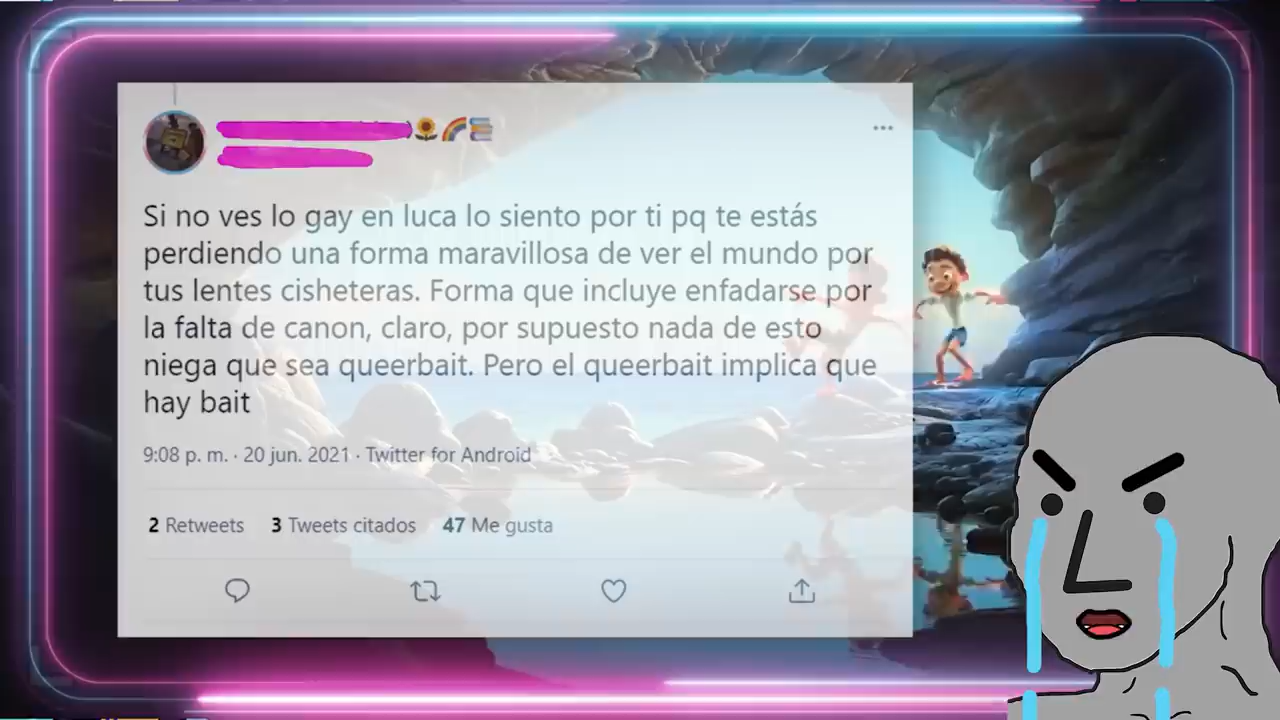 Si no ves lo gay en luca lo siento por ti pq te estás
perdiendo una forma maravillosa de ver el mundo por
tus lentes cisheteras. Forma que incluye enfadarse por
la falta de canon, claro, por supuesto nada de esto
niega que sea queerbait. Pero el queerbait implica que
hay bait
9:08 p. m. · 20 jun. 2021 · Twitter for Android
2 Retweets 3 Tweets citados 47 Me gusta